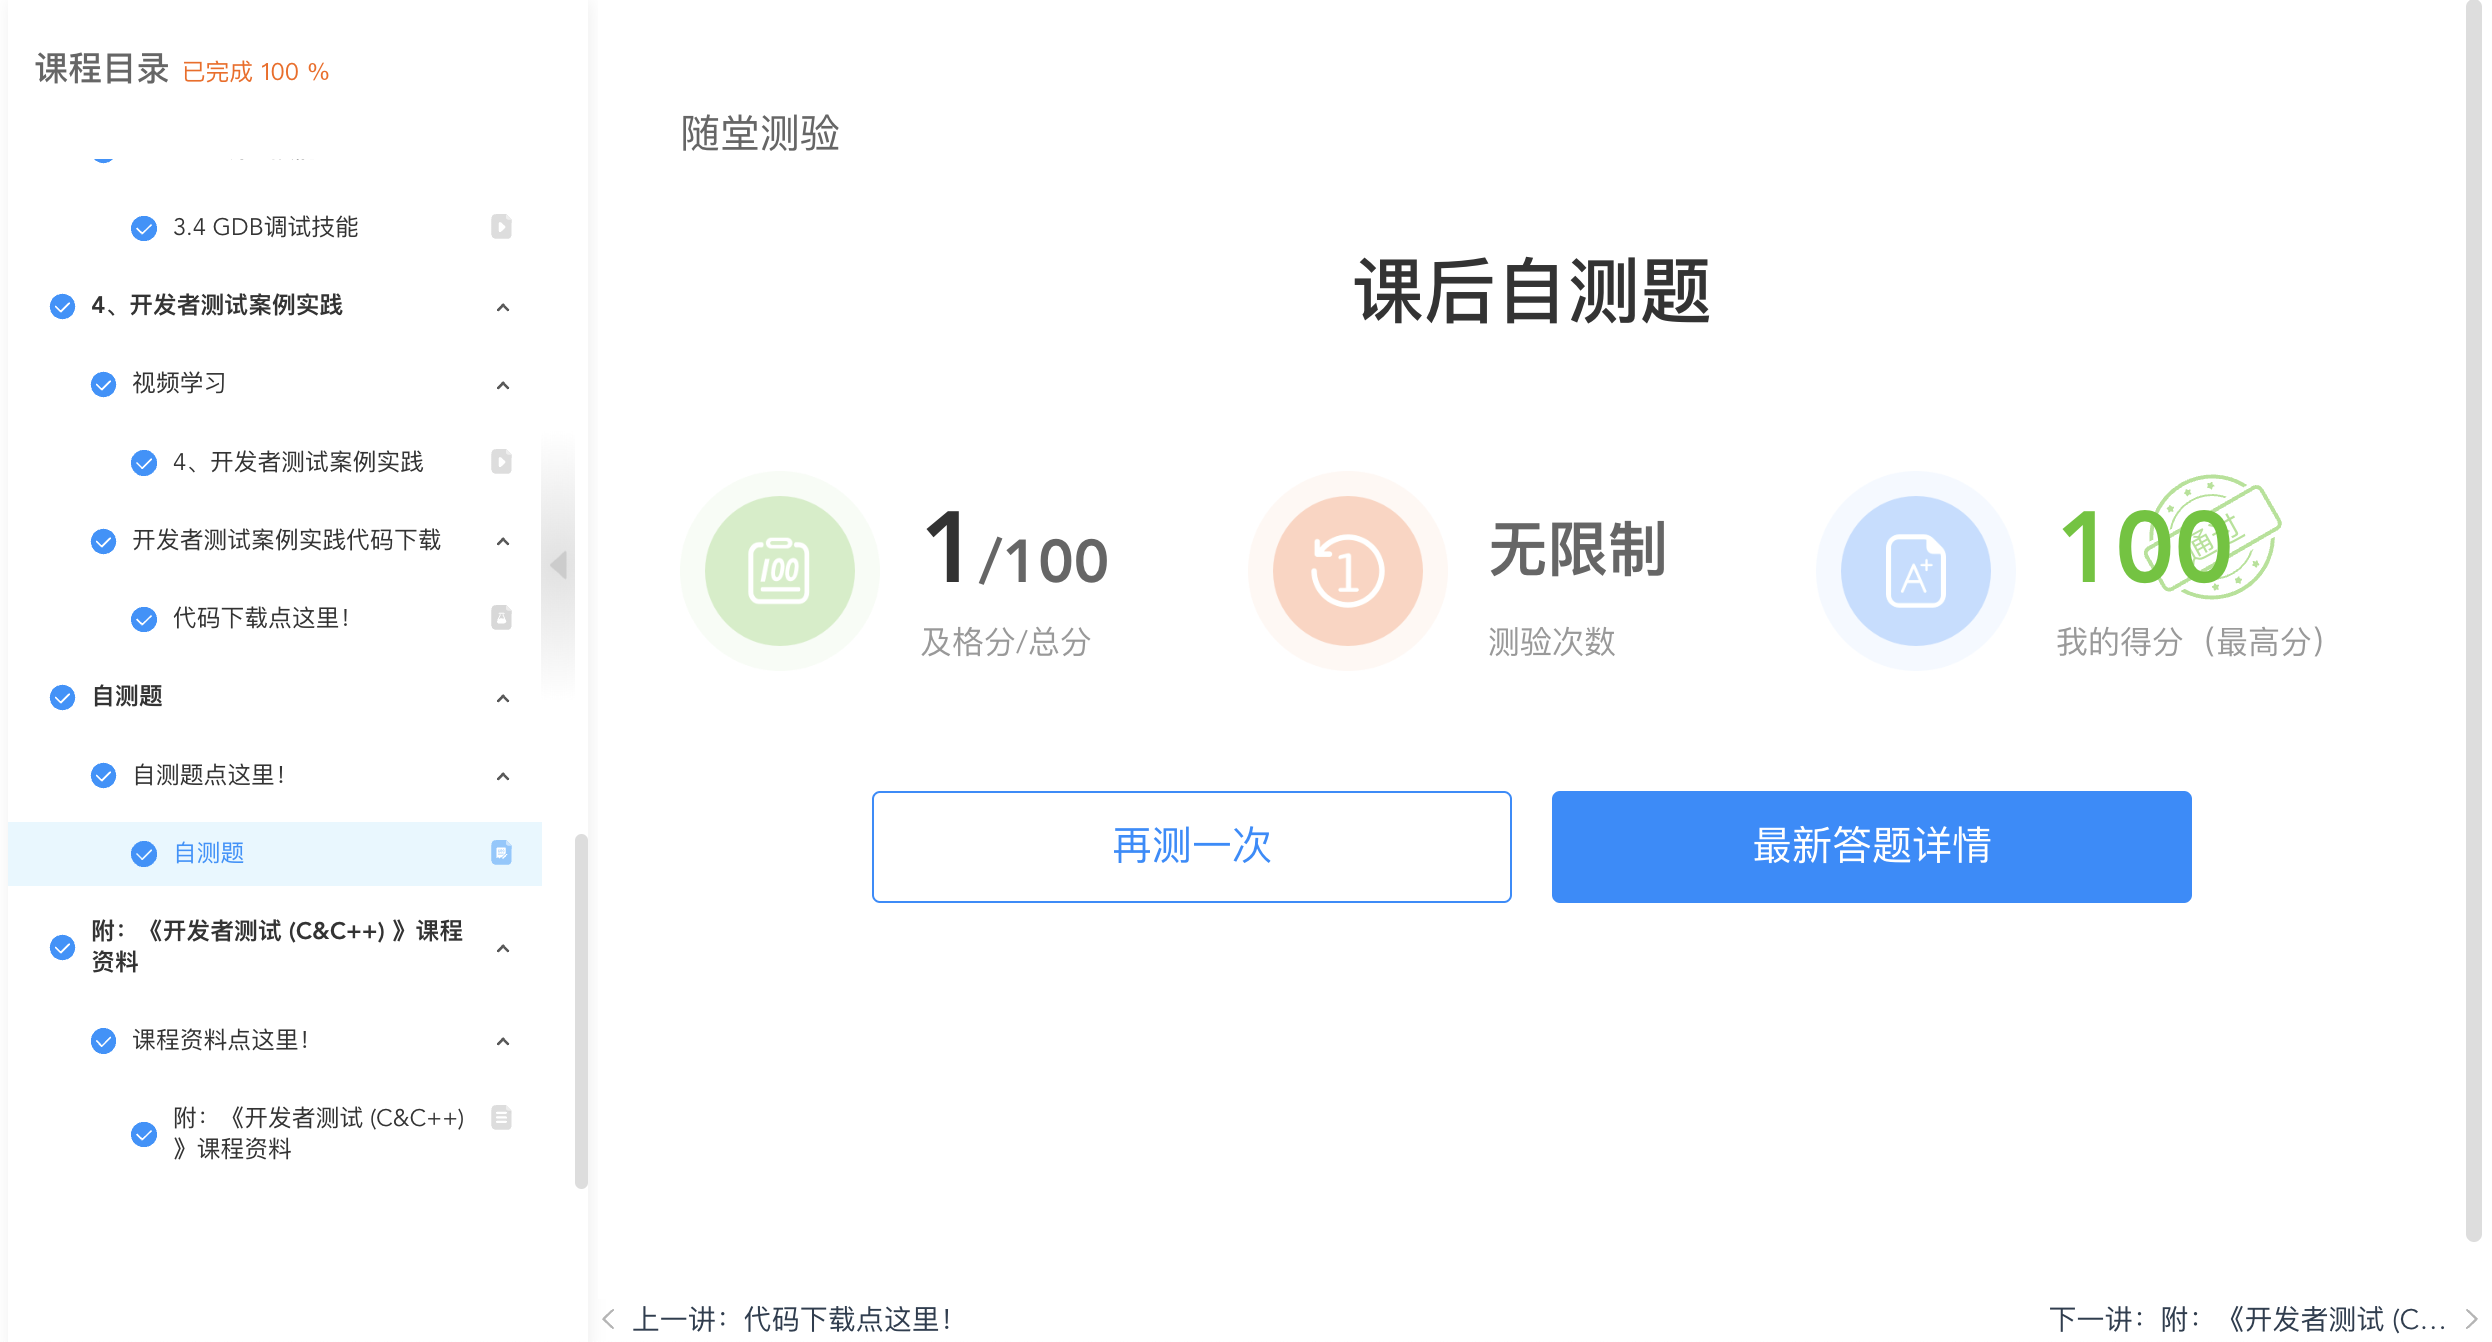 课程目录 已完成 100 %
3.4 GDB调试技能
4、开发者测试案例实践
视频学习
4、开发者测试案例实践
开发者测试案例实践代码下载
代码下载点这里！
自测题
自测题点这里！
自测题
附：《开发者测试 (C&C++) 》课程
资料
课程资料点这里！
附：《开发者测试 (C&C++)
》课程资料
随堂测验
课后自测题
100
1/100
及格分/总分
1
无限制
测验次数
A+
100
通过
我的得分（最高分）
再测一次
最新答题详情
上一讲：代码下载点这里！
下一讲：附：《开发者测试 (C...